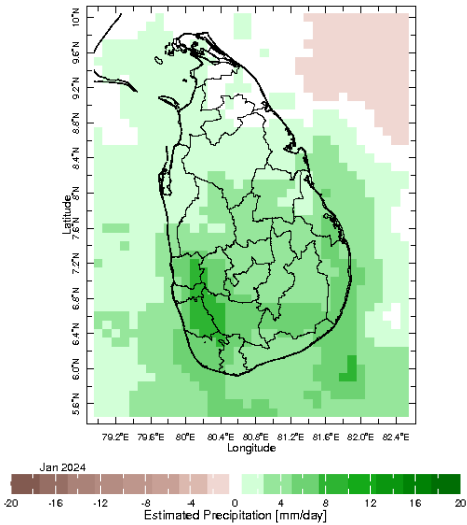 10°N
9.6°N
9.2°N
8.8°N
8.4°N
8°N
7.6°N
7.2°N
6.8°N
6.4°N
6.0°N
5.6°N
Latitude
79.2°E 79.6°E 80°E 80.4°E 80.8°E 81.2°E 81.6°E 82°E 82.4°E
Longitude
Jan 2024
-20 -16 -12 -8 -4 0 4 8 12 16 20
Estimated Precipitation [mm/day]